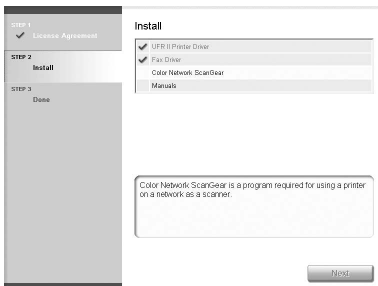 STEP 1
License Agreement
STEP 2
Install
STEP 3
Done
Install
UFR II Printer Driver
Fax Driver
Color Network ScanGear
Manuals
Color Network ScanGear is a program required for using a printer
on a network as a scanner.
Next